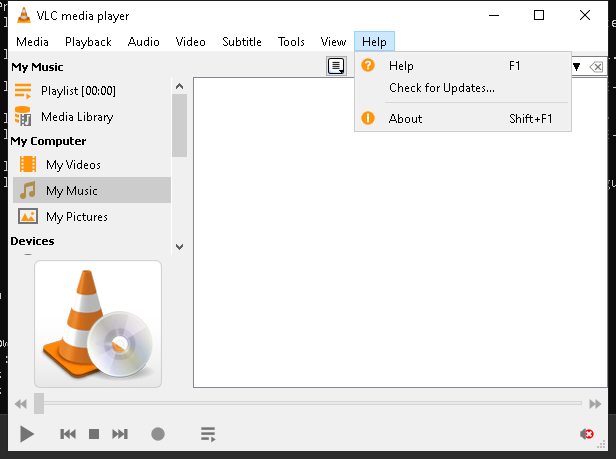 VLC media player
Media Playback Audio Video Subtitle Tools View Help
My Music
Playlist [00:00]
Media Library
My Computer
My Videos
My Music
My Pictures
Devices
Help F1
Check for Updates...
About Shift+F1